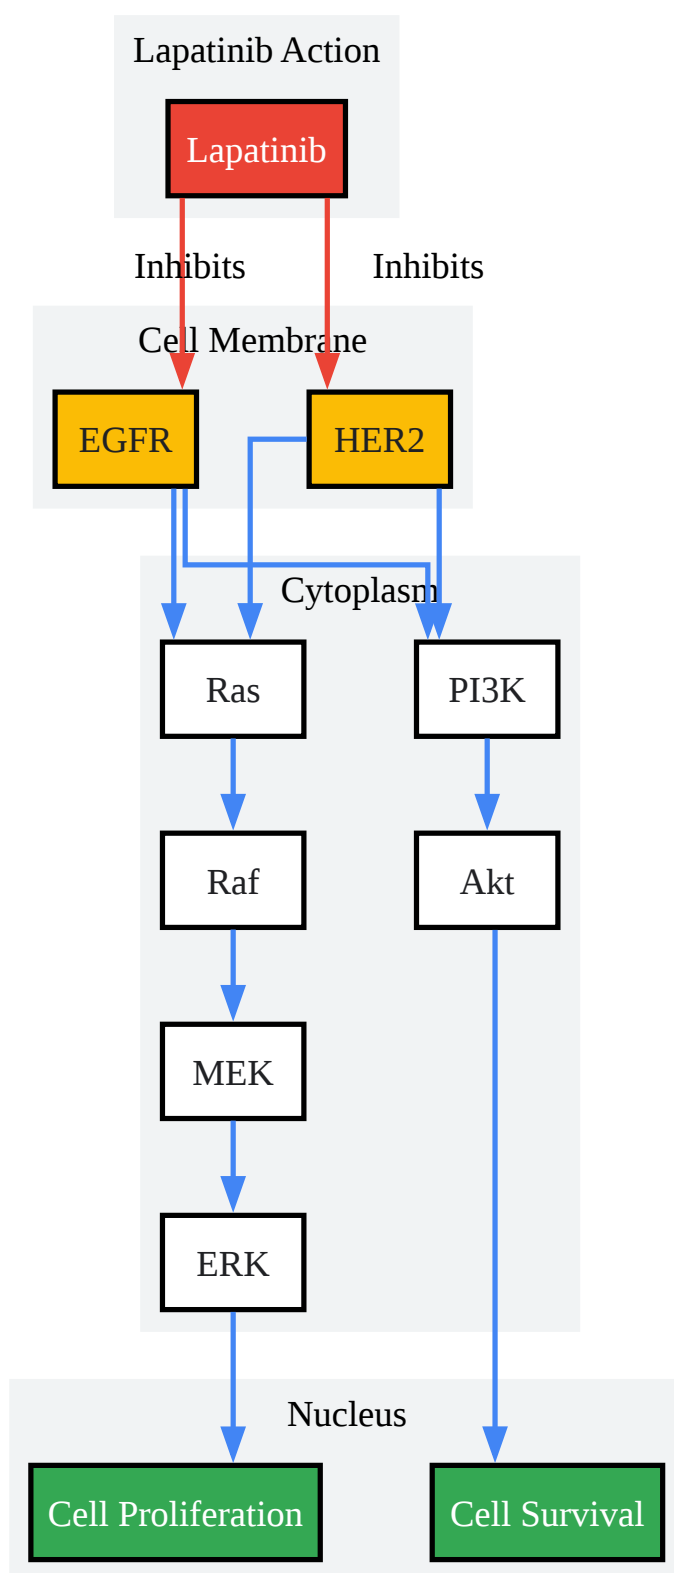 Lapatinib Action
Lapatinib
Inhibits
Inhibits
Cell Membrane
EGFR
HER2
Cytoplasm
Ras
PI3K
Raf
Akt
MEK
ERK
Nucleus
Cell Proliferation
Cell Survival